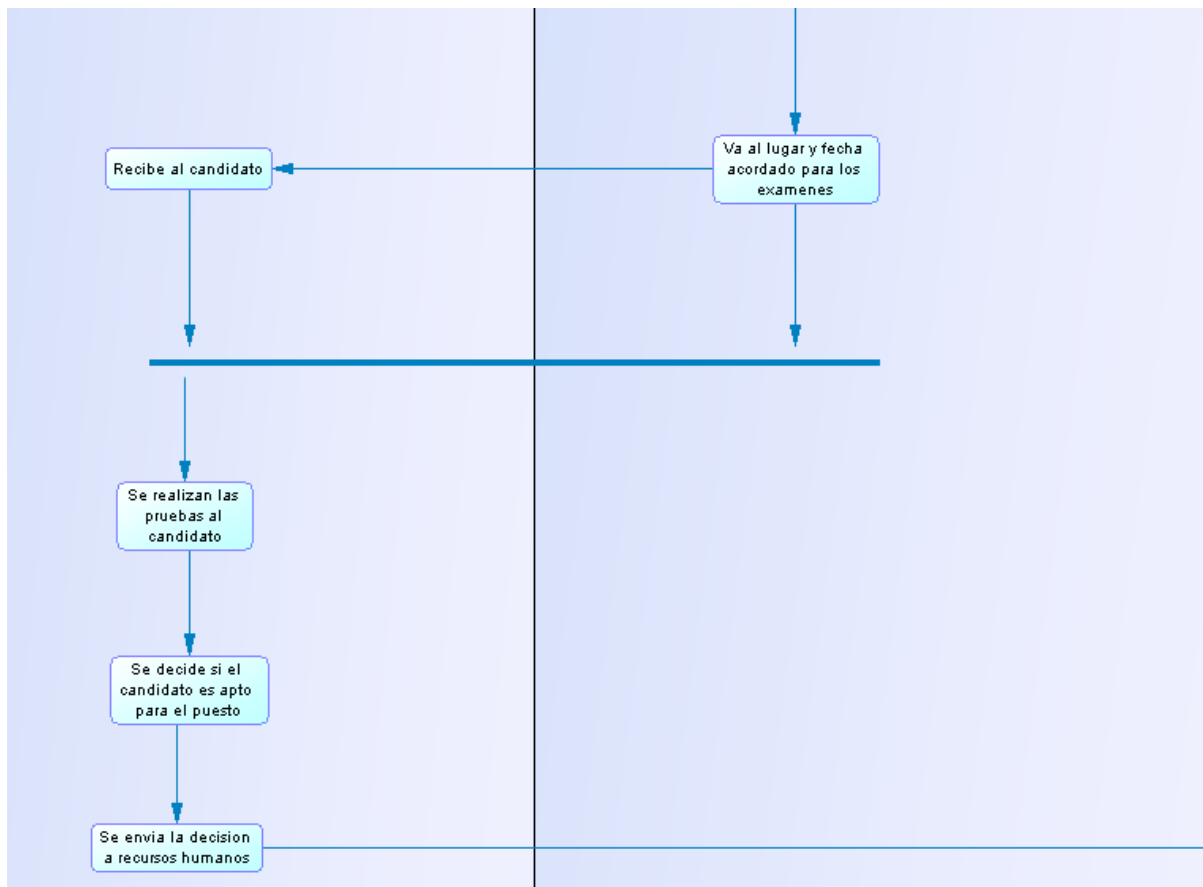 Recibe al candidato
Va al lugar y fecha
acordado para los
examenes
Se realizan las
pruebas al
candidato
Se decide si el
candidato es apto
para el puesto
Se envia la decision
a recursos humanos